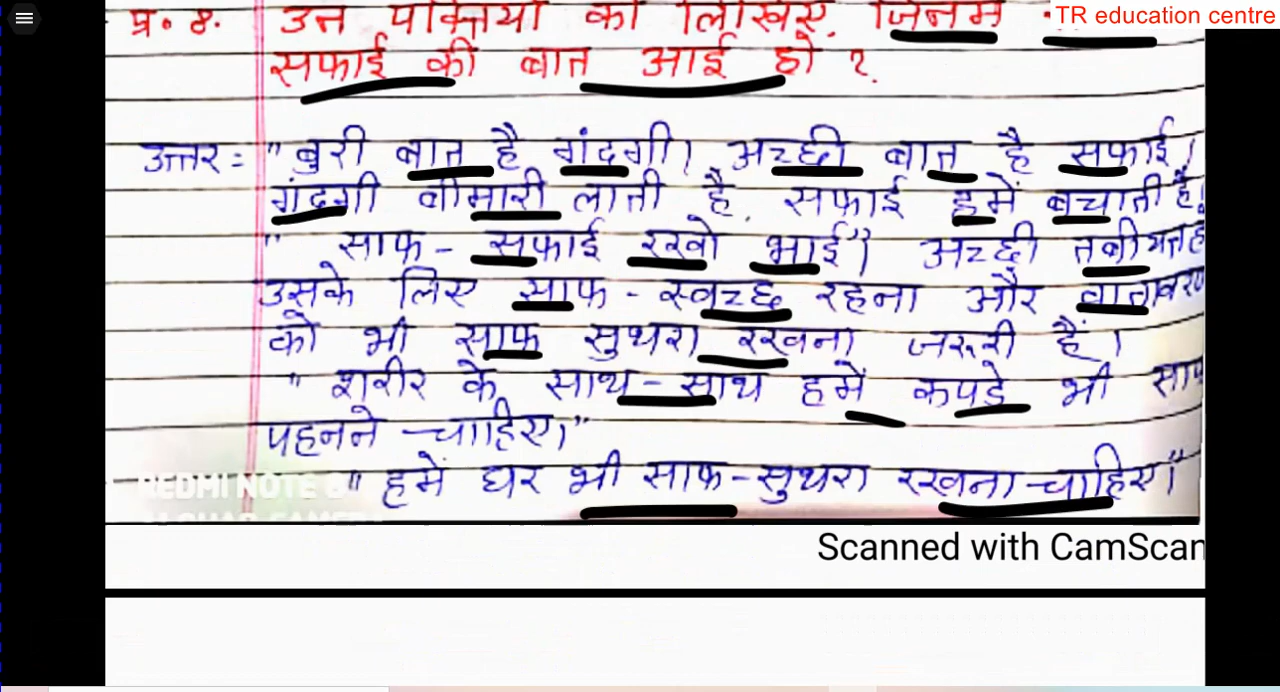 TR education centre
प्र. 8. उन पंक्तियों को लिखिए, जिनमें
सफाई की बात आई हो ?
उत्तर = "बुरी बात है गंदगी। अच्छी बात है सफाई।
गंदगी बीमारी लाती है, सफाई हमें बचाती है।
" साफ - सफाई रखो भाई"। अच्छी तबीयत है
उसके लिए साफ - स्वच्छ रहना और वातावरण
को भी साफ सुथरा रखना जरूरी हैं।
" शरीर के साथ - साथ हमें कपड़े भी साफ
पहनने चाहिए।"
" हमें घर भी साफ - सुथरा रखना चाहिए।"
REDMI NOTE 8
Scanned with CamScan